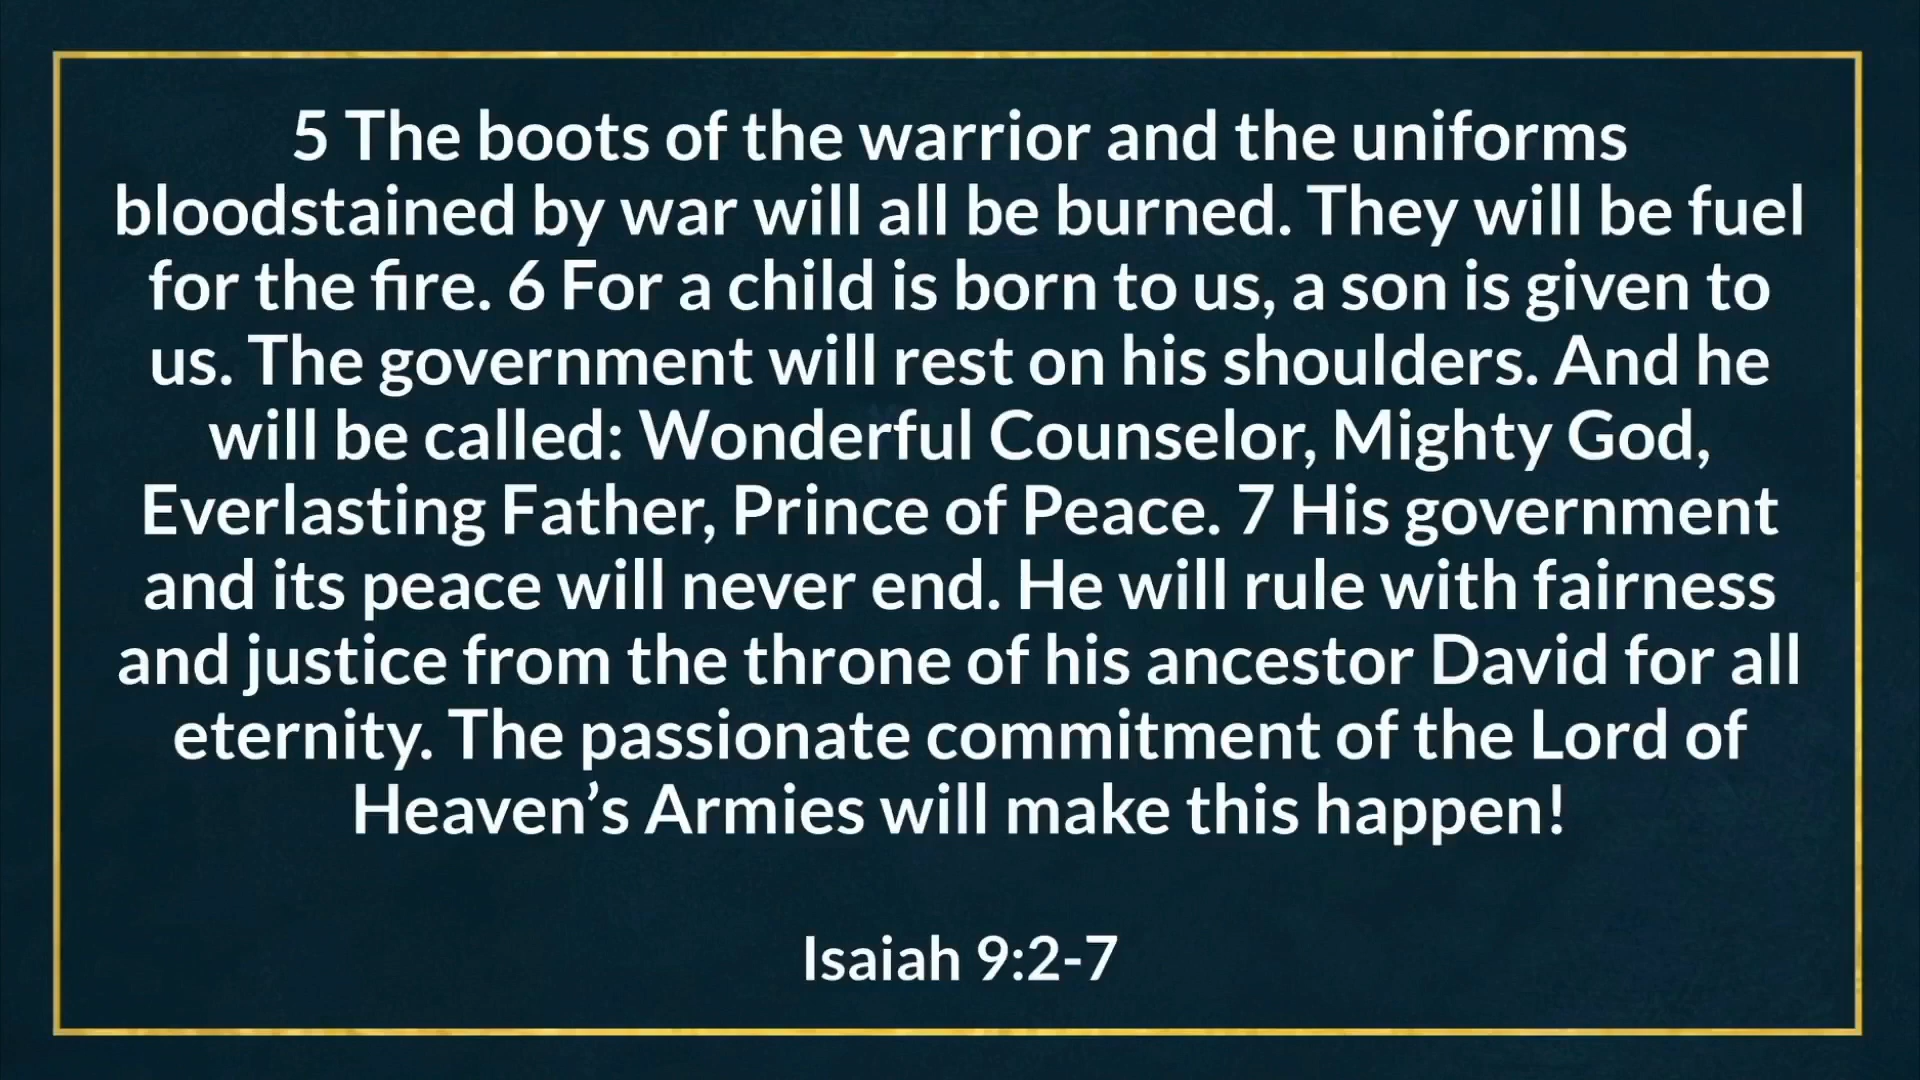 5 The boots of the warrior and the uniforms
bloodstained by war will all be burned. They will be fuel
for the fire. 6 For a child is born to us, a son is given to
us. The government will rest on his shoulders. And he
will be called: Wonderful Counselor, Mighty God,
Everlasting Father, Prince of Peace. 7 His government
and its peace will never end. He will rule with fairness
and justice from the throne of his ancestor David for all
eternity. The passionate commitment of the Lord of
Heaven’s Armies will make this happen!
Isaiah 9:2-7